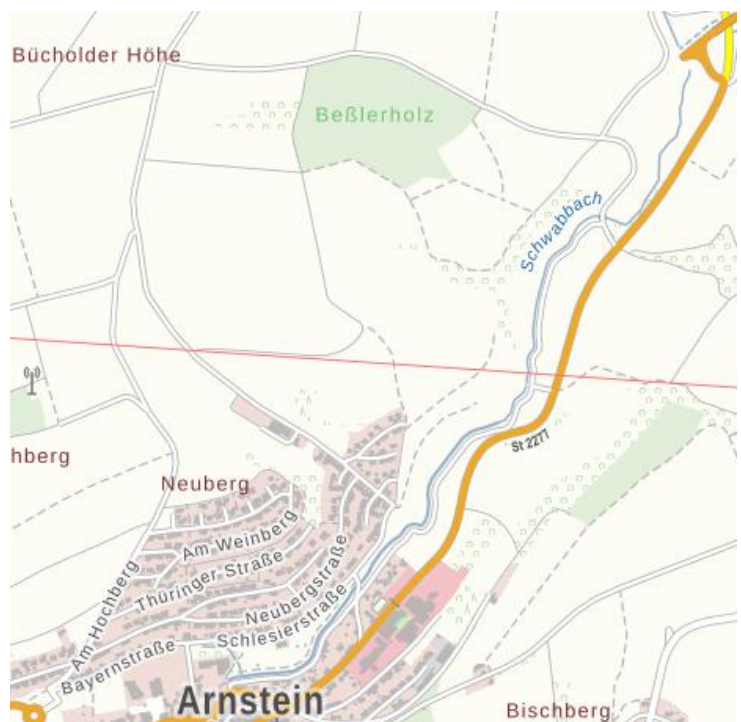 Bücholder Höhe
Beßlerholz
Schwabbach
St 2277
hberg
Neuberg
Am Weinberg
Thüringer Straße
Neubergstraße
Am Hochberg
Schlesierstraße
Bayernstraße
Arnstein
Bischberg